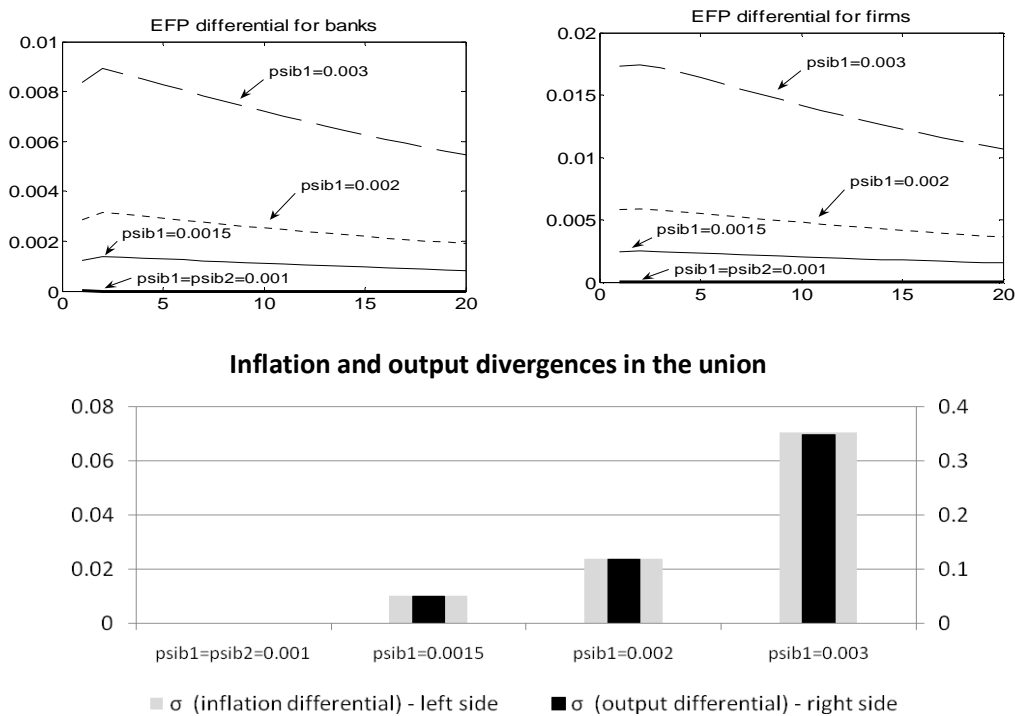 EFP differential for banks
0.01
0.008
0.006
0.004
0.002
0
0 5 10 15 20
psib1=0.003
psib1=0.002
psib1=0.0015
psib1=psib2=0.001
EFP differential for firms
0.02
0.015
0.01
0.005
0
0 5 10 15 20
psib1=0.003
psib1=0.002
psib1=0.0015
psib1=psib2=0.001
Inflation and output divergences in the union
0.08
0.06
0.04
0.02
0
0.4
0.3
0.2
0.1
0
psib1=psib2=0.001 psib1=0.0015 psib1=0.002 psib1=0.003
σ (inflation differential) - left side σ (output differential) - right side